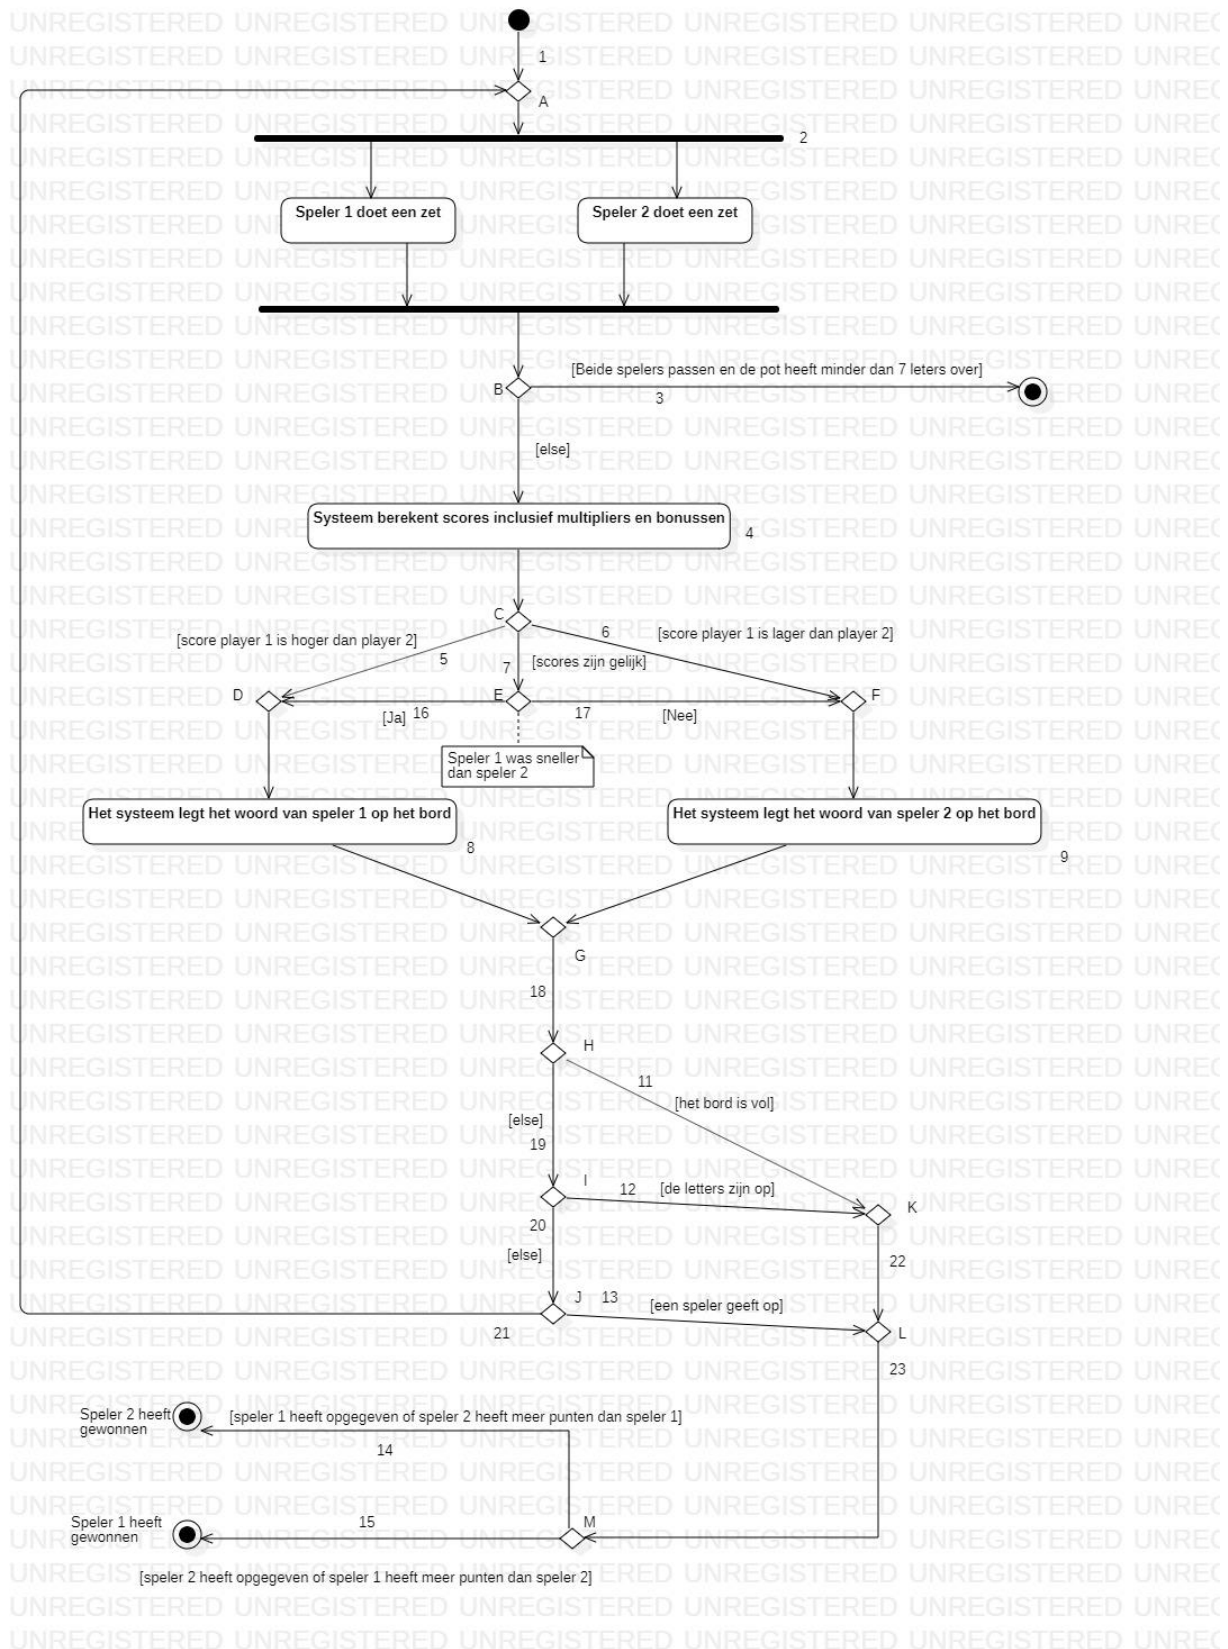 1
A
2
Speler 1 doet een zet
Speler 2 doet een zet
[Beide spelers passen en de pot heeft minder dan 7 leters over]
B
3
[else]
Systeem berekent scores inclusief multipliers en bonussen
4
C
6
[score player 1 is lager dan player 2]
[score player 1 is hoger dan player 2]
5
7
[scores zijn gelijk]
D
E
F
[Ja]
16
17
[Nee]
Speler 1 was sneller
dan speler 2
Het systeem legt het woord van speler 1 op het bord
8
Het systeem legt het woord van speler 2 op het bord
9
G
18
H
11
[het bord is vol]
[else]
19
I
12
[de letters zijn op]
K
20
[else]
22
J
13
[een speler geeft op]
21
L
23
Speler 2 heeft
gewonnen
[speler 1 heeft opgegeven of speler 2 heeft meer punten dan speler 1]
14
Speler 1 heeft
gewonnen
15
M
[speler 2 heeft opgegeven of speler 1 heeft meer punten dan speler 2]
UNREGISTERED